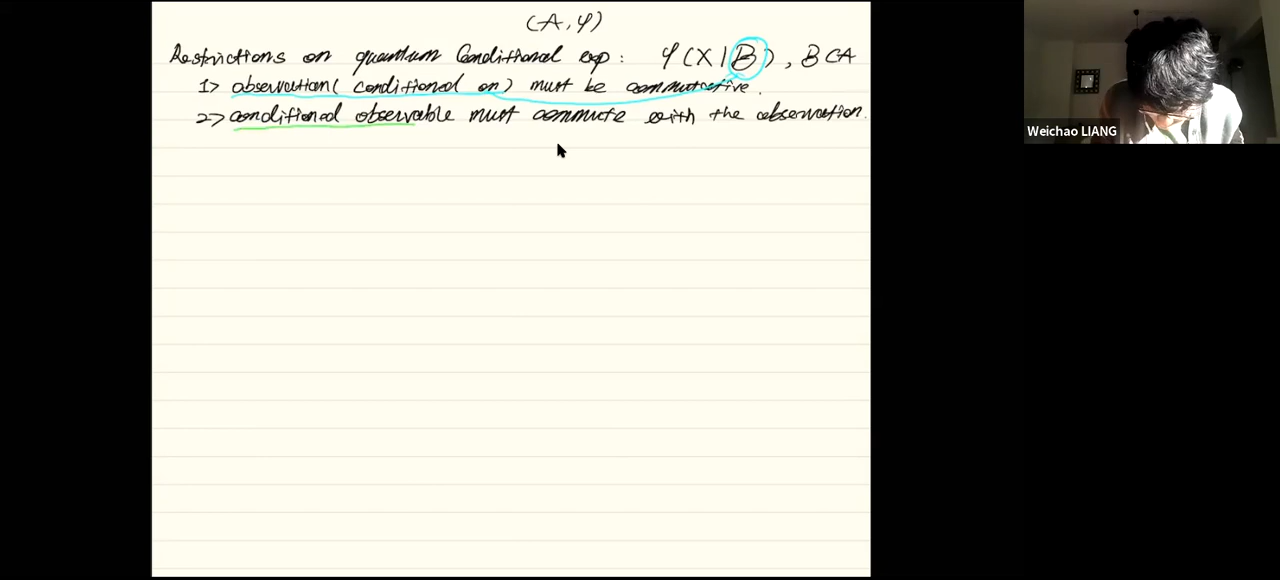 (A, φ)
Restrictions on quantum Conditional exp: φ(X|B), B⊂A
1> observation( conditioned on) must be commutative.
2> conditional observable must commute with the observation.
Weichao LIANG